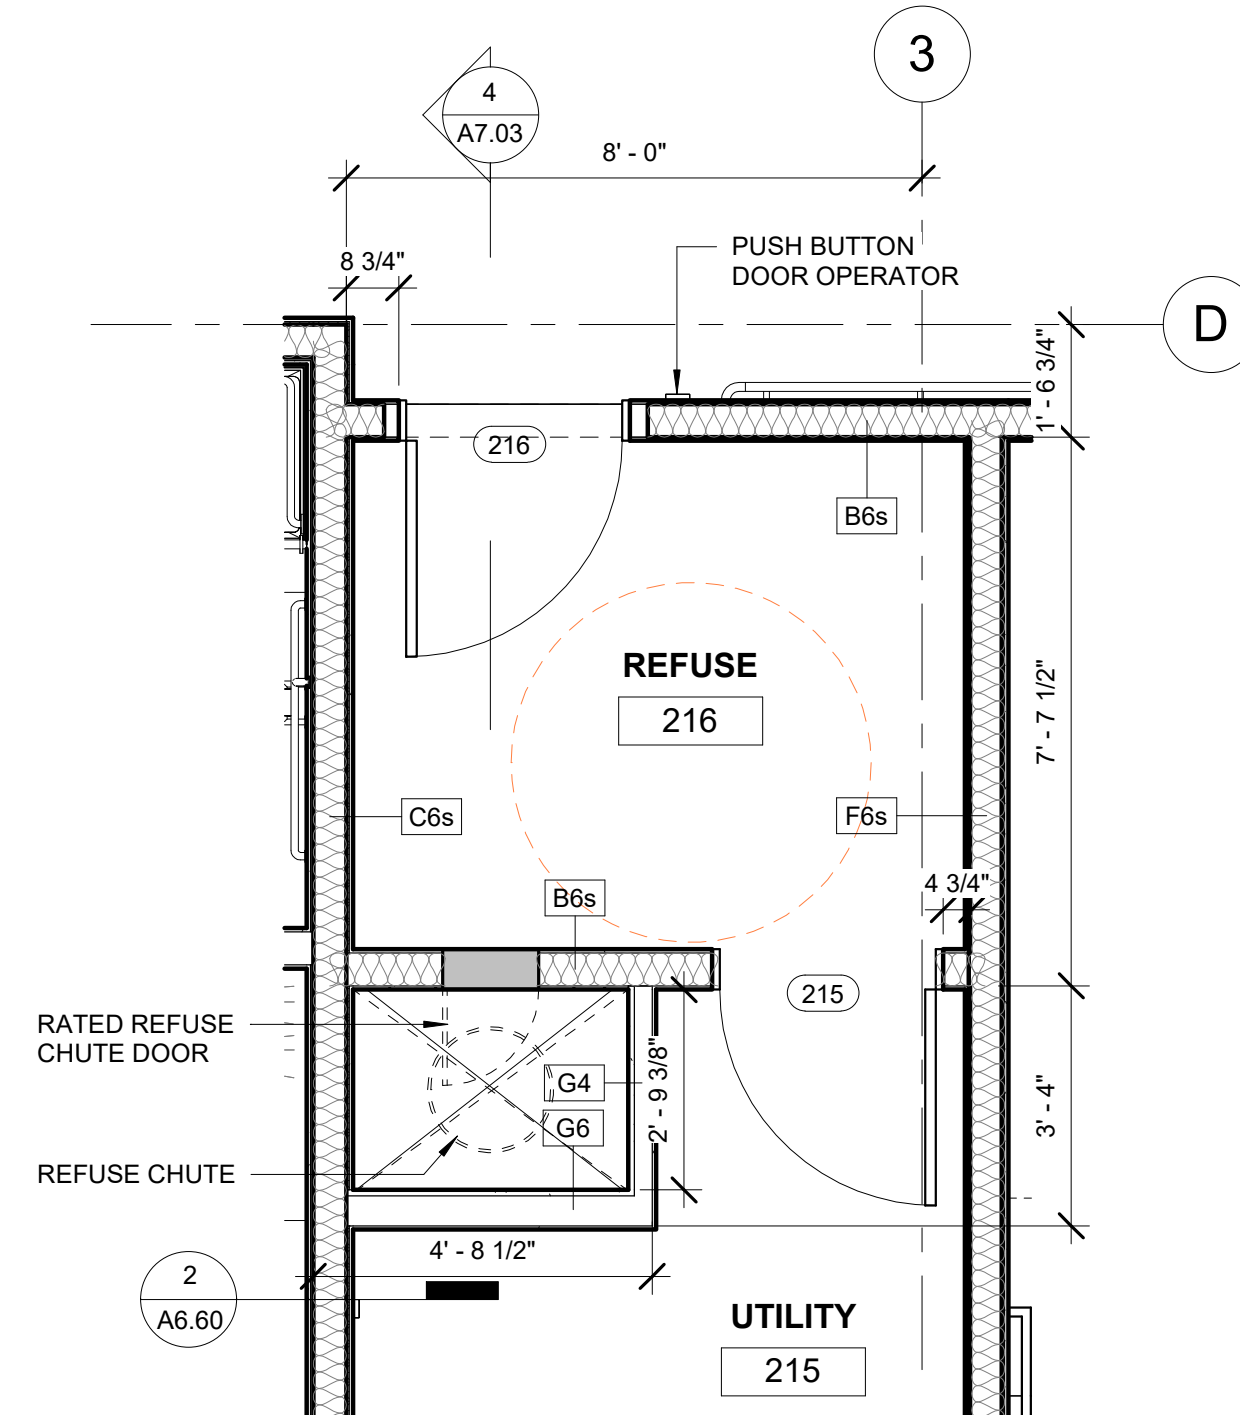 3
4
A7.03
8' - 0"
PUSH BUTTON
DOOR OPERATOR
8 3/4"
D
1' - 6 3/4"
216
B6s
REFUSE
216
7' - 7 1/2"
C6s
F6s
4 3/4"
B6s
215
RATED REFUSE
CHUTE DOOR
G4
2' - 9 3/8"
G6
3' - 4"
REFUSE CHUTE
4' - 8 1/2"
2
A6.60
UTILITY
215